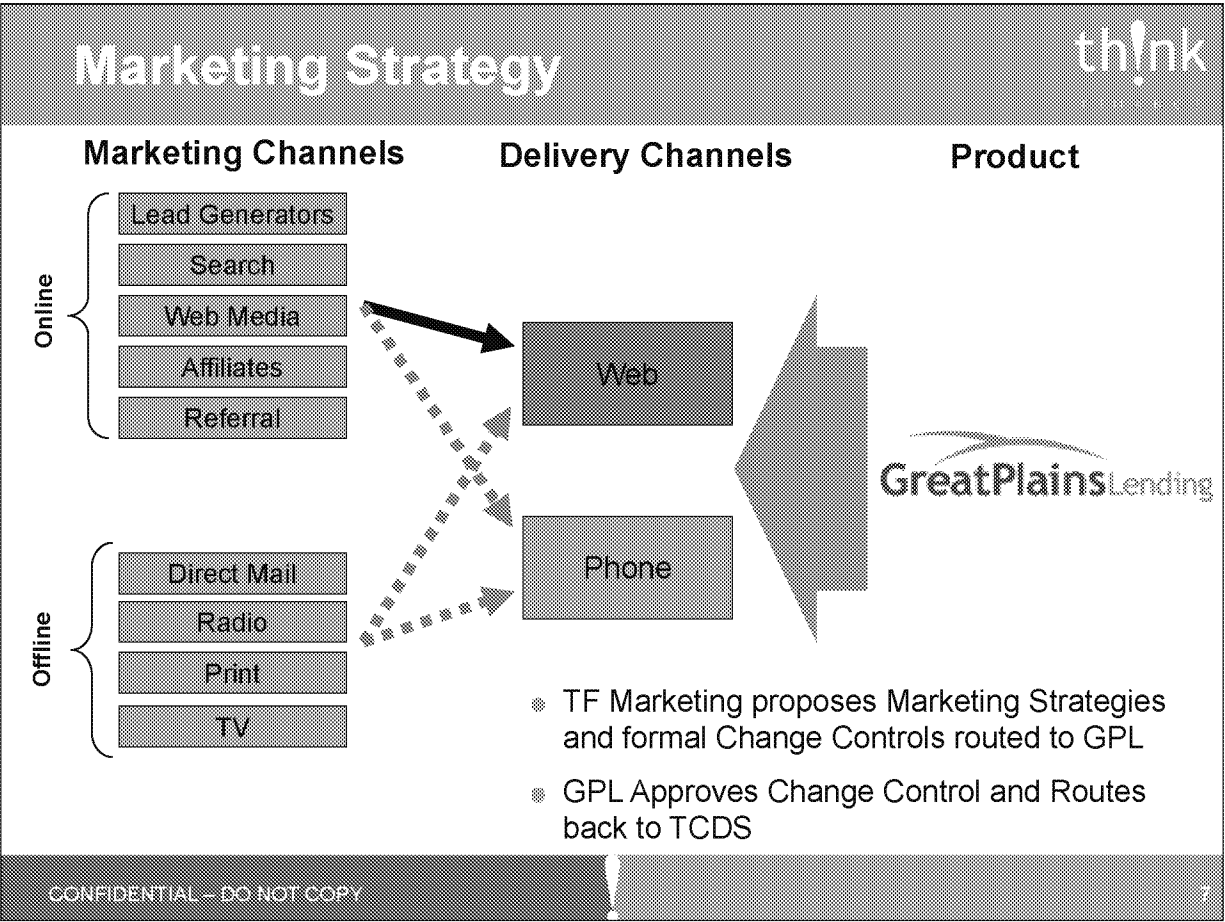 Marketing Strategy
th!nk
Marketing Channels
Delivery Channels
Product
Online
Lead Generators
Search
Web Media
Affiliates
Referral
Web
GreatPlainsLending
Phone
Offline
Direct Mail
Radio
Print
TV
TF Marketing proposes Marketing Strategies
and formal Change Controls routed to GPL
GPL Approves Change Control and Routes
back to TCDS
CONFIDENTIAL – DO NOT COPY